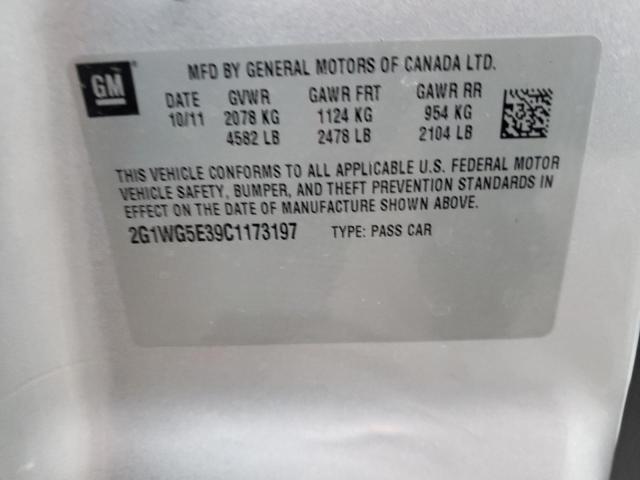 GM
MFD BY GENERAL MOTORS OF CANADA LTD.
DATE GVWR GAWR FRT GAWR RR
10/11 2078 KG 1124 KG 954 KG
4582 LB 2478 LB 2104 LB
THIS VEHICLE CONFORMS TO ALL APPLICABLE U.S. FEDERAL MOTOR
VEHICLE SAFETY, BUMPER, AND THEFT PREVENTION STANDARDS IN
EFFECT ON THE DATE OF MANUFACTURE SHOWN ABOVE.
2G1WG5E39C1173197 TYPE: PASS CAR